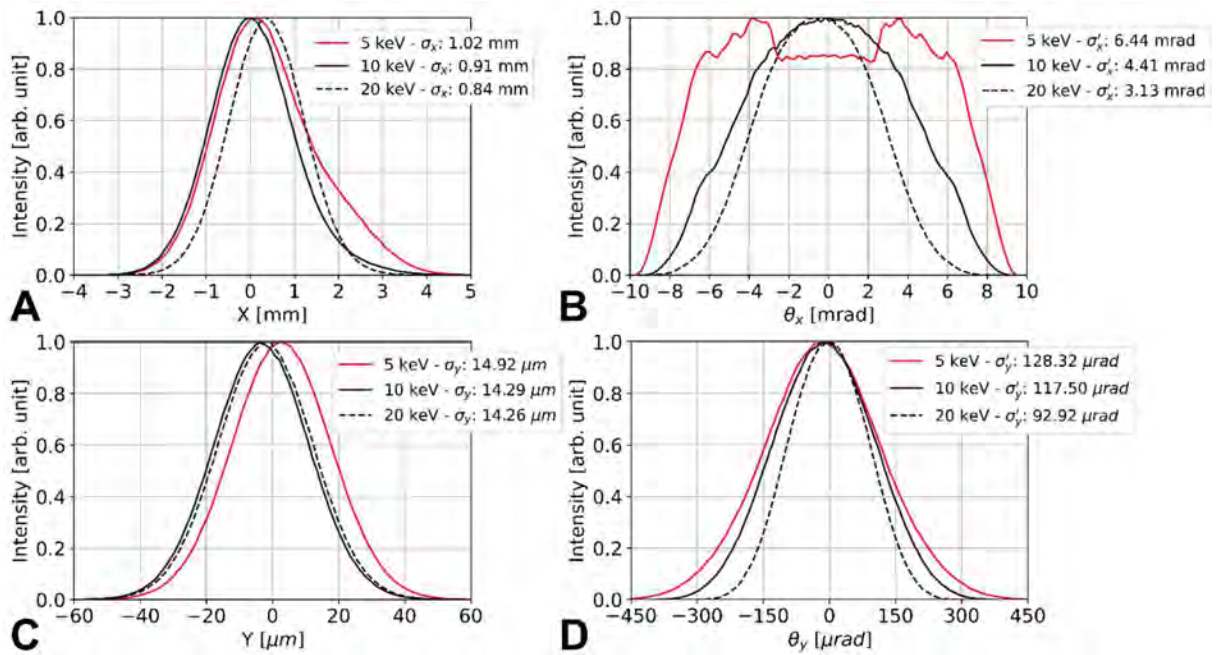 1.0
0.8
0.6
0.4
0.2
0.0
Intensity [arb. unit]
5 keV - σx: 1.02 mm
10 keV - σx: 0.91 mm
20 keV - σx: 0.84 mm
−4 −3 −2 −1 0 1 2 3 4 5
X [mm]
A
1.0
0.8
0.6
0.4
0.2
0.0
Intensity [arb. unit]
5 keV - σ′x: 6.44 mrad
10 keV - σ′x: 4.41 mrad
20 keV - σ′x: 3.13 mrad
−10 −8 −6 −4 −2 0 2 4 6 8 10
θx [mrad]
B
1.0
0.8
0.6
0.4
0.2
0.0
Intensity [arb. unit]
5 keV - σy: 14.92 μm
10 keV - σy: 14.29 μm
20 keV - σy: 14.26 μm
−60 −40 −20 0 20 40 60
Y [μm]
C
1.0
0.8
0.6
0.4
0.2
0.0
Intensity [arb. unit]
5 keV - σ′y: 128.32 μrad
10 keV - σ′y: 117.50 μrad
20 keV - σ′y: 92.92 μrad
−450 −300 −150 0 150 300 450
θy [μrad]
D